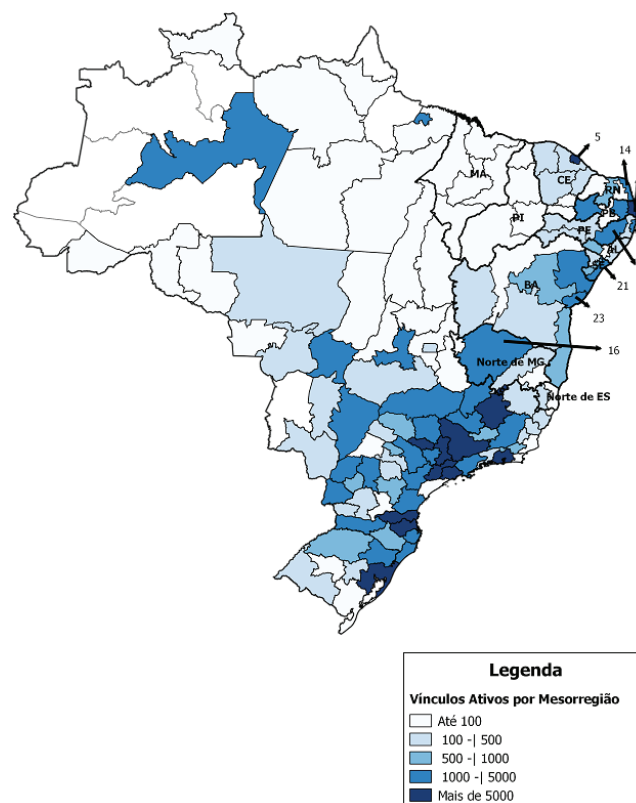 5
14
MA
CE
RN
PB
PI
PE
AL
SE
21
BA
23
16
Norte de MG
Norte de ES
Legenda
Vínculos Ativos por Mesorregião
Até 100
100 -| 500
500 -| 1000
1000 -| 5000
Mais de 5000